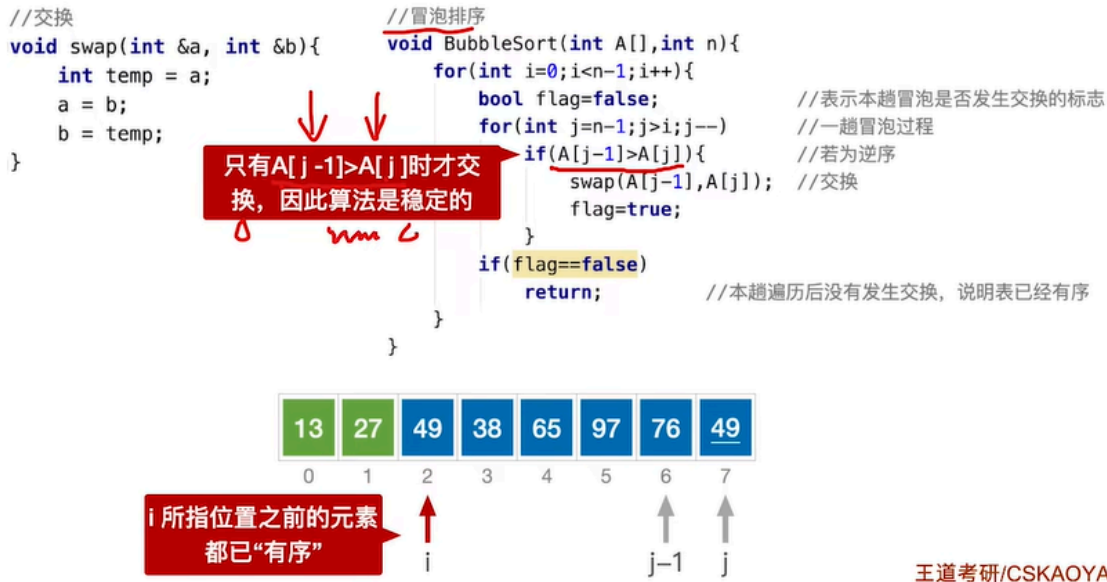 //交换
void swap(int &a, int &b){
    int temp = a;
    a = b;
    b = temp;
}
//冒泡排序
void BubbleSort(int A[],int n){
    for(int i=0;i<n-1;i++){
        bool flag=false;    //表示本趟冒泡是否发生交换的标志
        for(int j=n-1;j>i;j--)    //一趟冒泡过程
            if(A[j-1]>A[j]){    //若为逆序
                swap(A[j-1],A[j]);    //交换
                flag=true;
            }
        if(flag==false)
            return;    //本趟遍历后没有发生交换，说明表已经有序
    }
}
只有A[j-1]>A[j]时才交
换，因此算法是稳定的
13 27 49 38 65 97 76 49
0 1 2 3 4 5 6 7
i 所指位置之前的元素
都已“有序”
i j-1 j
王道考研/CSKAOYA